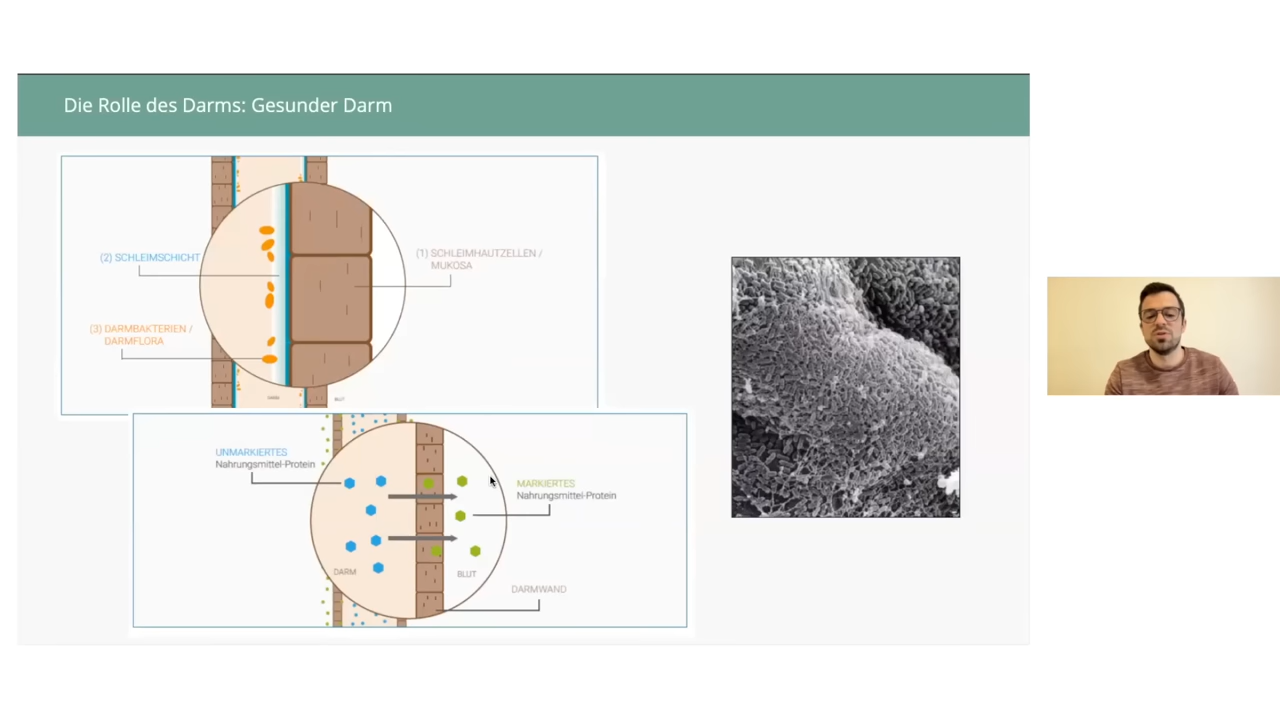 Die Rolle des Darms: Gesunder Darm
(2) SCHLEIMSCHICHT
(1) SCHLEIMHAUTZELLEN /
MUKOSA
(3) DARMBAKTERIEN /
DARMFLORA
BLUT
UNMARKIERTES
Nahrungsmittel-Protein
MARKIERTES
Nahrungsmittel-Protein
DARM
BLUT
DARMWAND